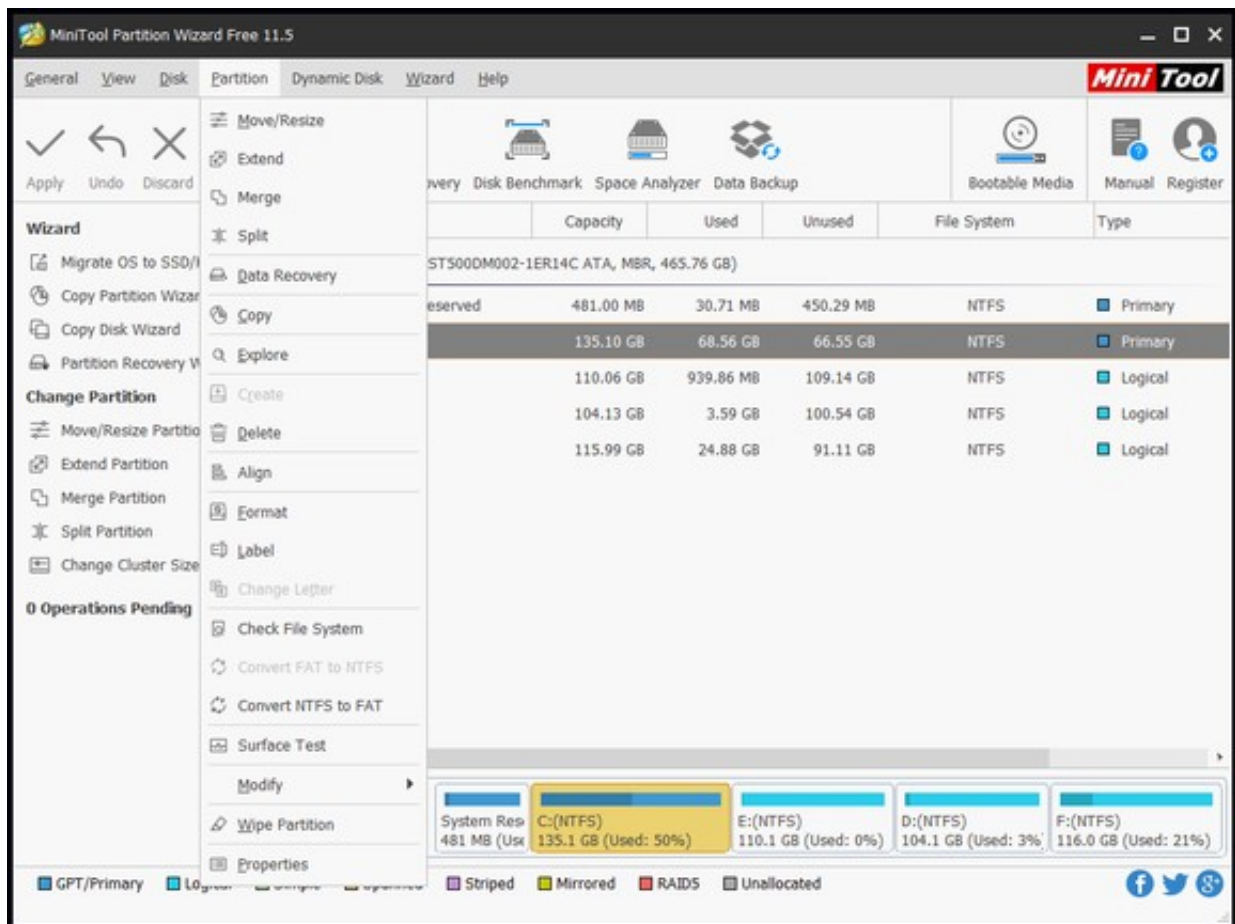 MiniTool Partition Wizard Free 11.5
General View Disk Partition Dynamic Disk Wizard Help
Mini Tool
Apply Undo Discard
Disk Benchmark Space Analyzer Data Backup Bootable Media Manual Register
Move/Resize
Extend
Merge
Split
Data Recovery
Copy
Explore
Create
Delete
Align
Format
Label
Change Letter
Check File System
Convert FAT to NTFS
Convert NTFS to FAT
Surface Test
Modify
Wipe Partition
Properties
Wizard
Migrate OS to SSD/
Copy Partition Wizar
Copy Disk Wizard
Partition Recovery
Change Partition
Move/Resize Partitio
Extend Partition
Merge Partition
Split Partition
Change Cluster Size
0 Operations Pending
Capacity Used Unused File System Type
ST500DM002-1ER14C ATA, MBR, 465.76 GB)
eserved 481.00 MB 30.71 MB 450.29 MB NTFS Primary
135.10 GB 68.56 GB 66.55 GB NTFS Primary
110.06 GB 939.86 MB 109.14 GB NTFS Logical
104.13 GB 3.59 GB 100.54 GB NTFS Logical
115.99 GB 24.88 GB 91.11 GB NTFS Logical
System Res C:(NTFS) E:(NTFS) D:(NTFS) F:(NTFS)
481 MB (Use 135.1 GB (Used: 50%) 110.1 GB (Used: 0%) 104.1 GB (Used: 3% 116.0 GB (Used: 21%)
GPT/Primary Striped Mirrored RAID5 Unallocated